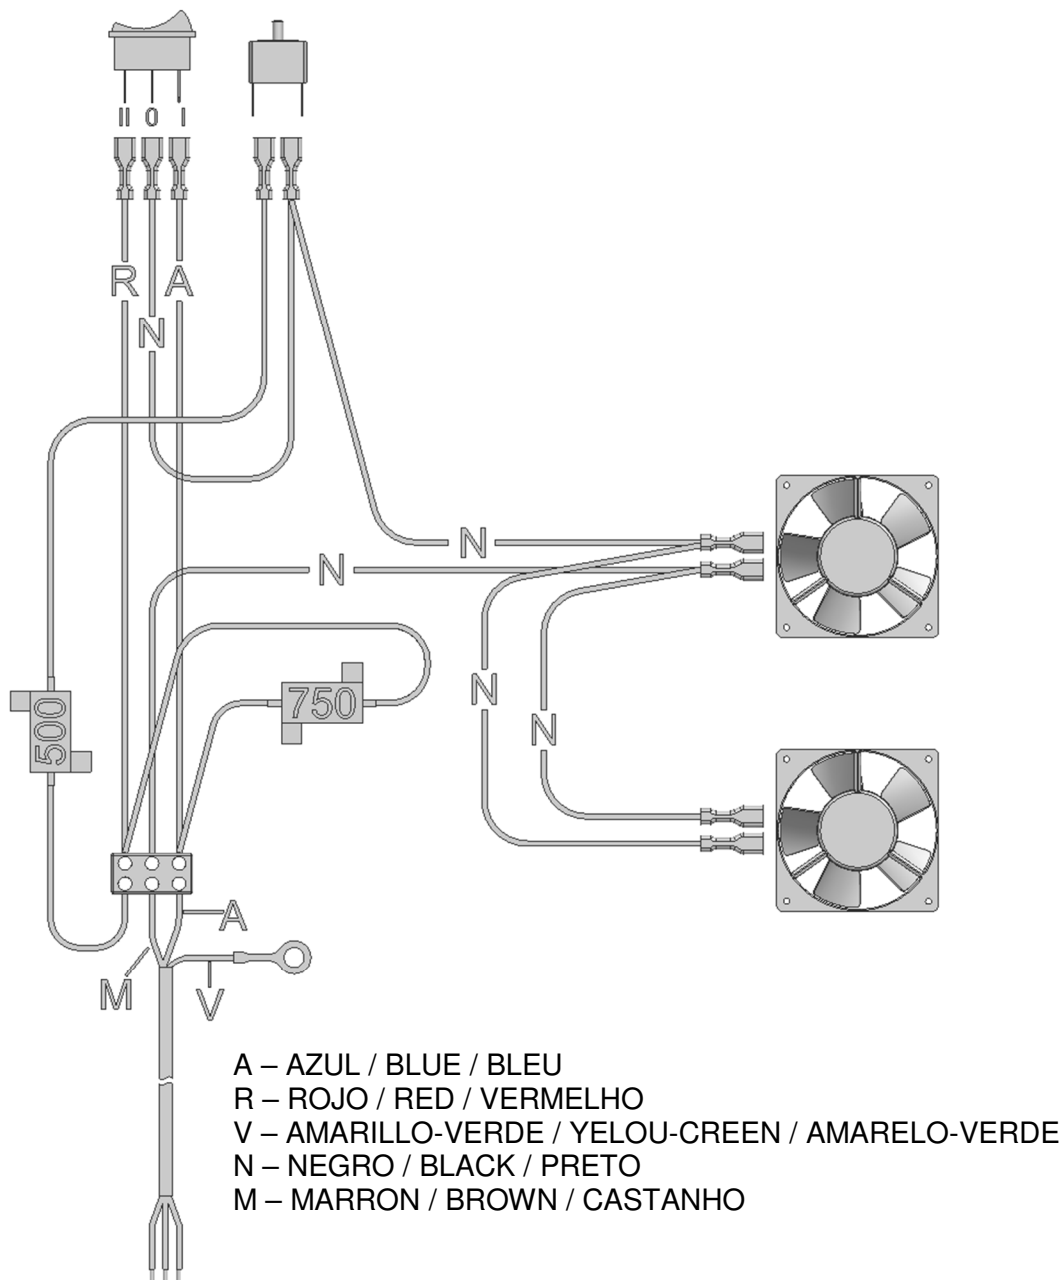 II O I
R A
N
N
N
750
N
500
N
A
M
V
A – AZUL / BLUE / BLEU
R – ROJO / RED / VERMELHO
V – AMARILLO-VERDE / YELOU-CREEN / AMARELO-VERDE
N – NEGRO / BLACK / PRETO
M – MARRON / BROWN / CASTANHO